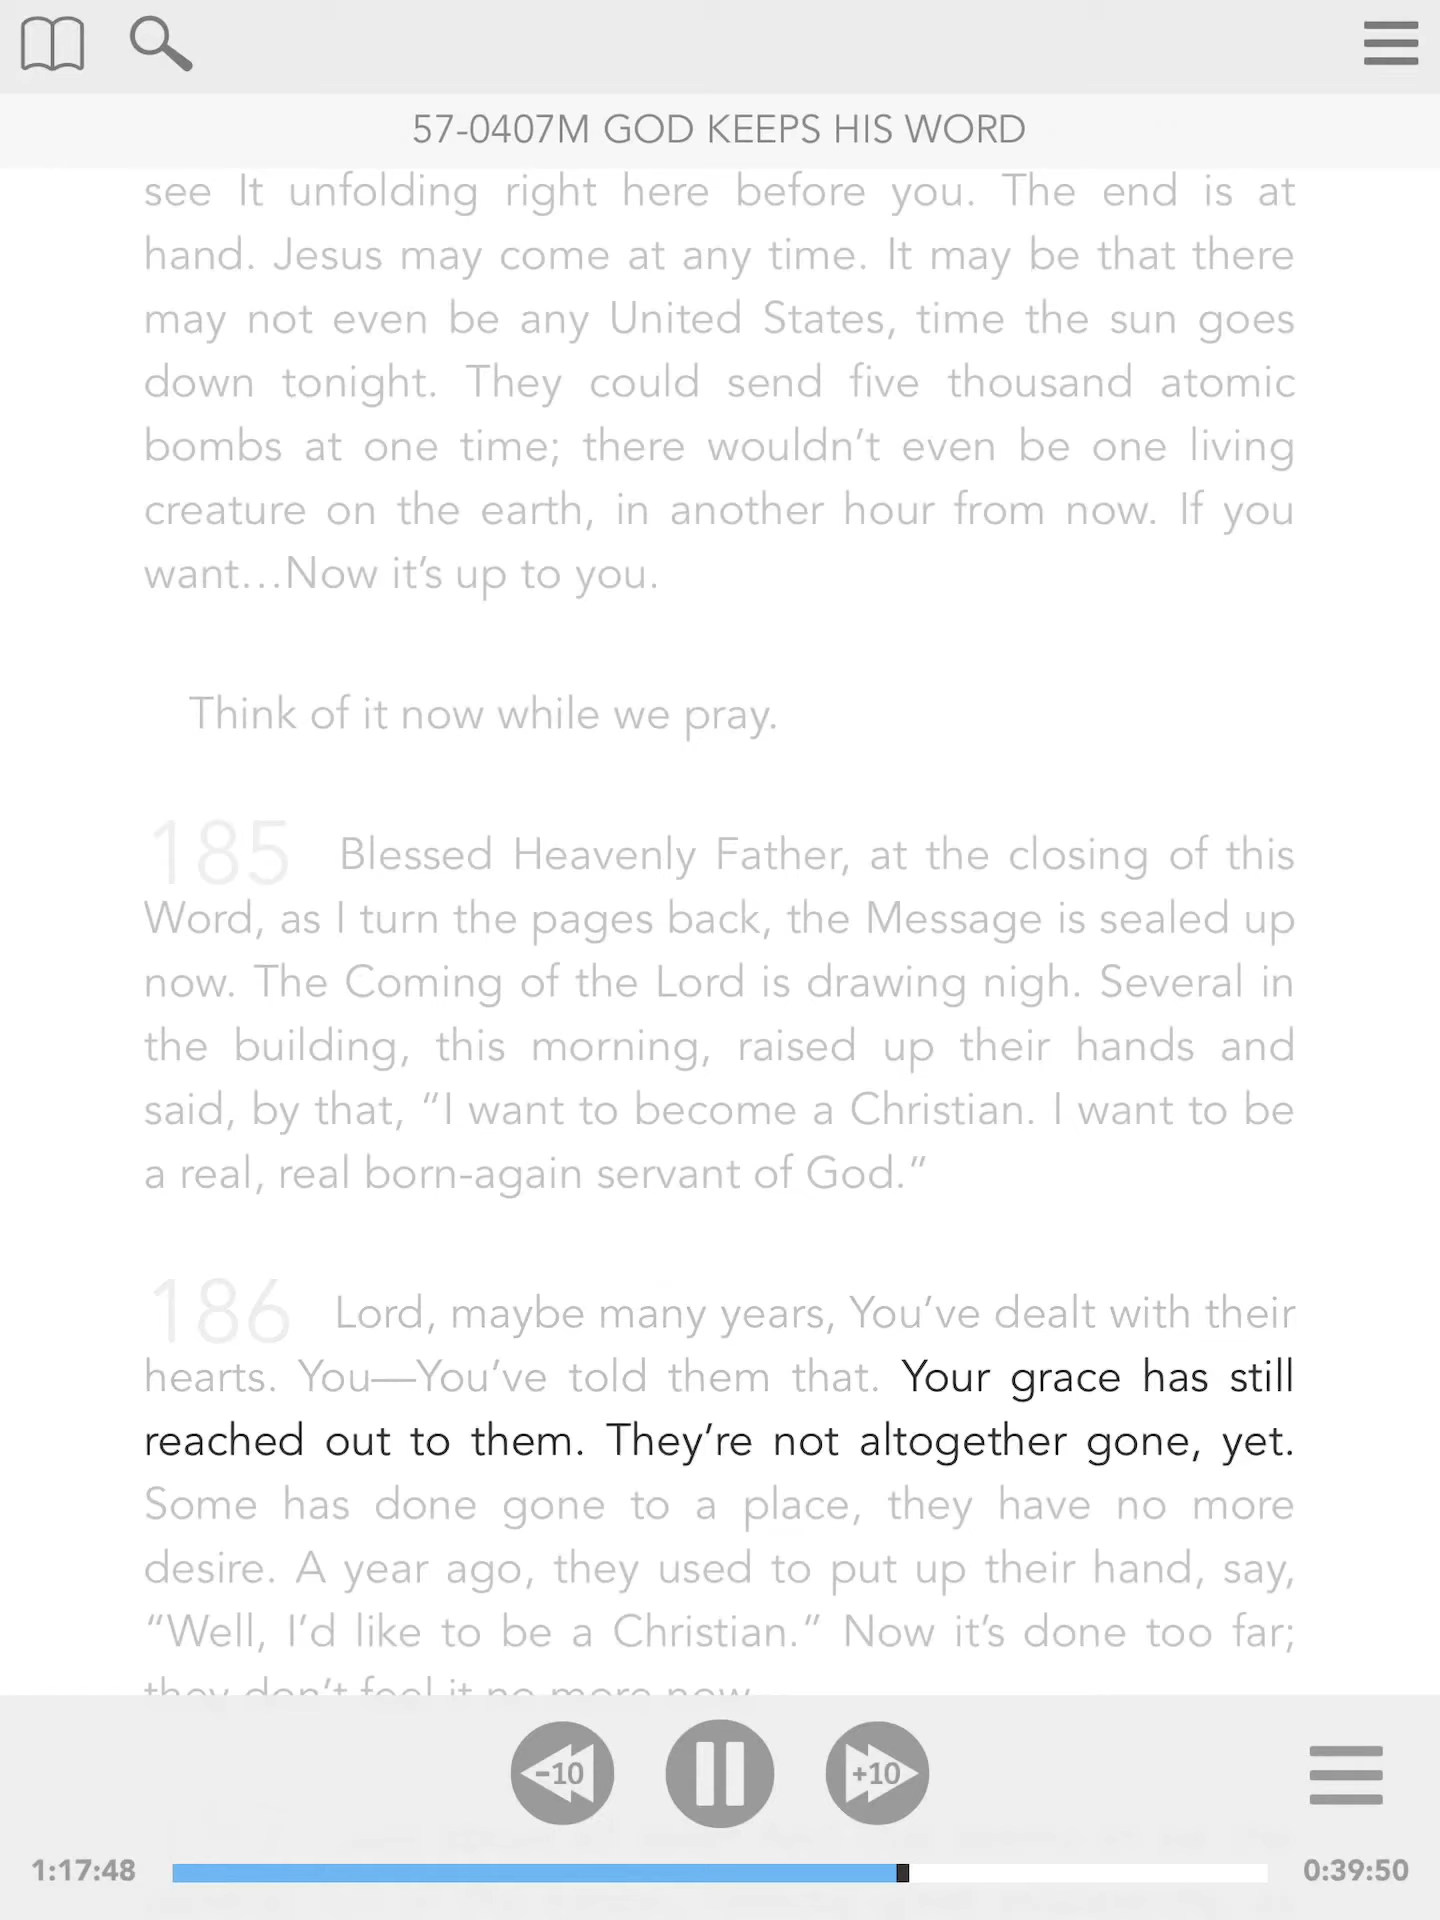 57-0407M GOD KEEPS HIS WORD
see It unfolding right here before you. The end is at
hand. Jesus may come at any time. It may be that there
may not even be any United States, time the sun goes
down tonight. They could send five thousand atomic
bombs at one time; there wouldn’t even be one living
creature on the earth, in another hour from now. If you
want…Now it’s up to you.
Think of it now while we pray.
185 Blessed Heavenly Father, at the closing of this
Word, as I turn the pages back, the Message is sealed up
now. The Coming of the Lord is drawing nigh. Several in
the building, this morning, raised up their hands and
said, by that, “I want to become a Christian. I want to be
a real, real born-again servant of God.”
186 Lord, maybe many years, You’ve dealt with their
hearts. You—You’ve told them that. Your grace has still
reached out to them. They’re not altogether gone, yet.
Some has done gone to a place, they have no more
desire. A year ago, they used to put up their hand, say,
“Well, I’d like to be a Christian.” Now it’s done too far;
they don’t feel it no more now
-10 +10
1:17:48 0:39:50